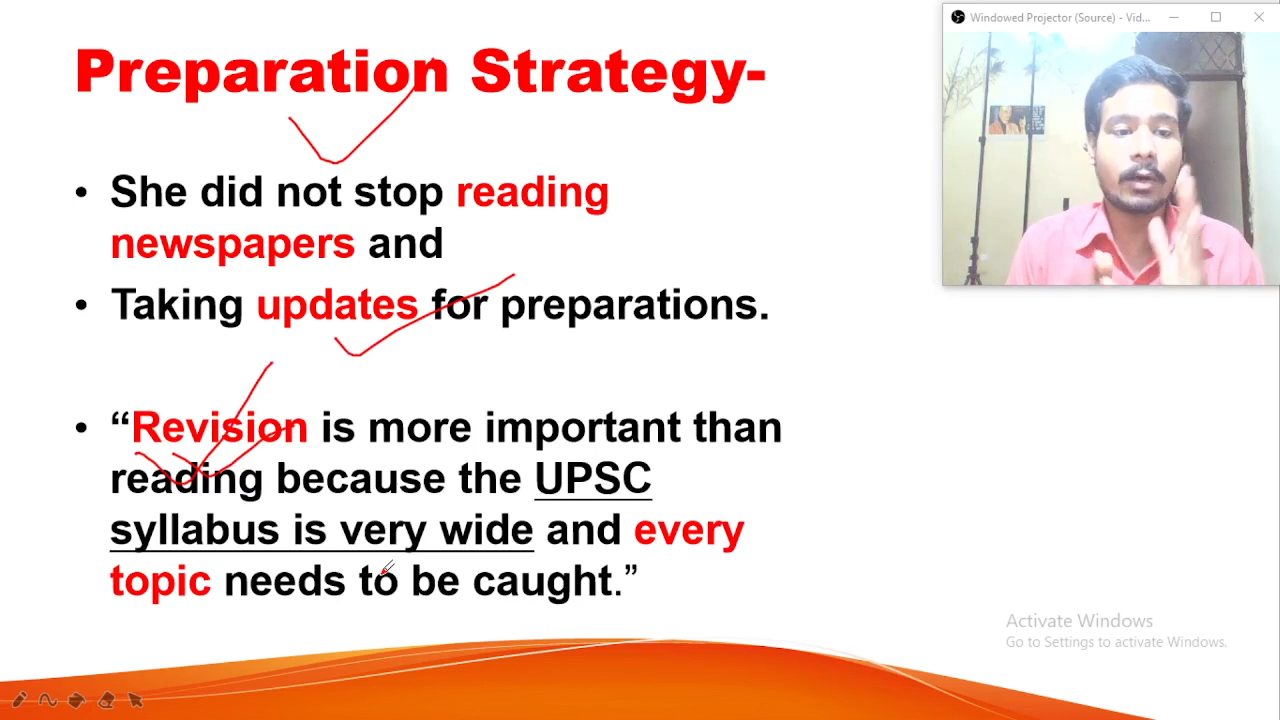 Windowed Projector (Source) - Vid...
Preparation Strategy-
• She did not stop reading
newspapers and
• Taking updates for preparations.
• “Revision is more important than
reading because the UPSC
syllabus is very wide and every
topic needs to be caught.”
Activate Windows
Go to Settings to activate Windows.